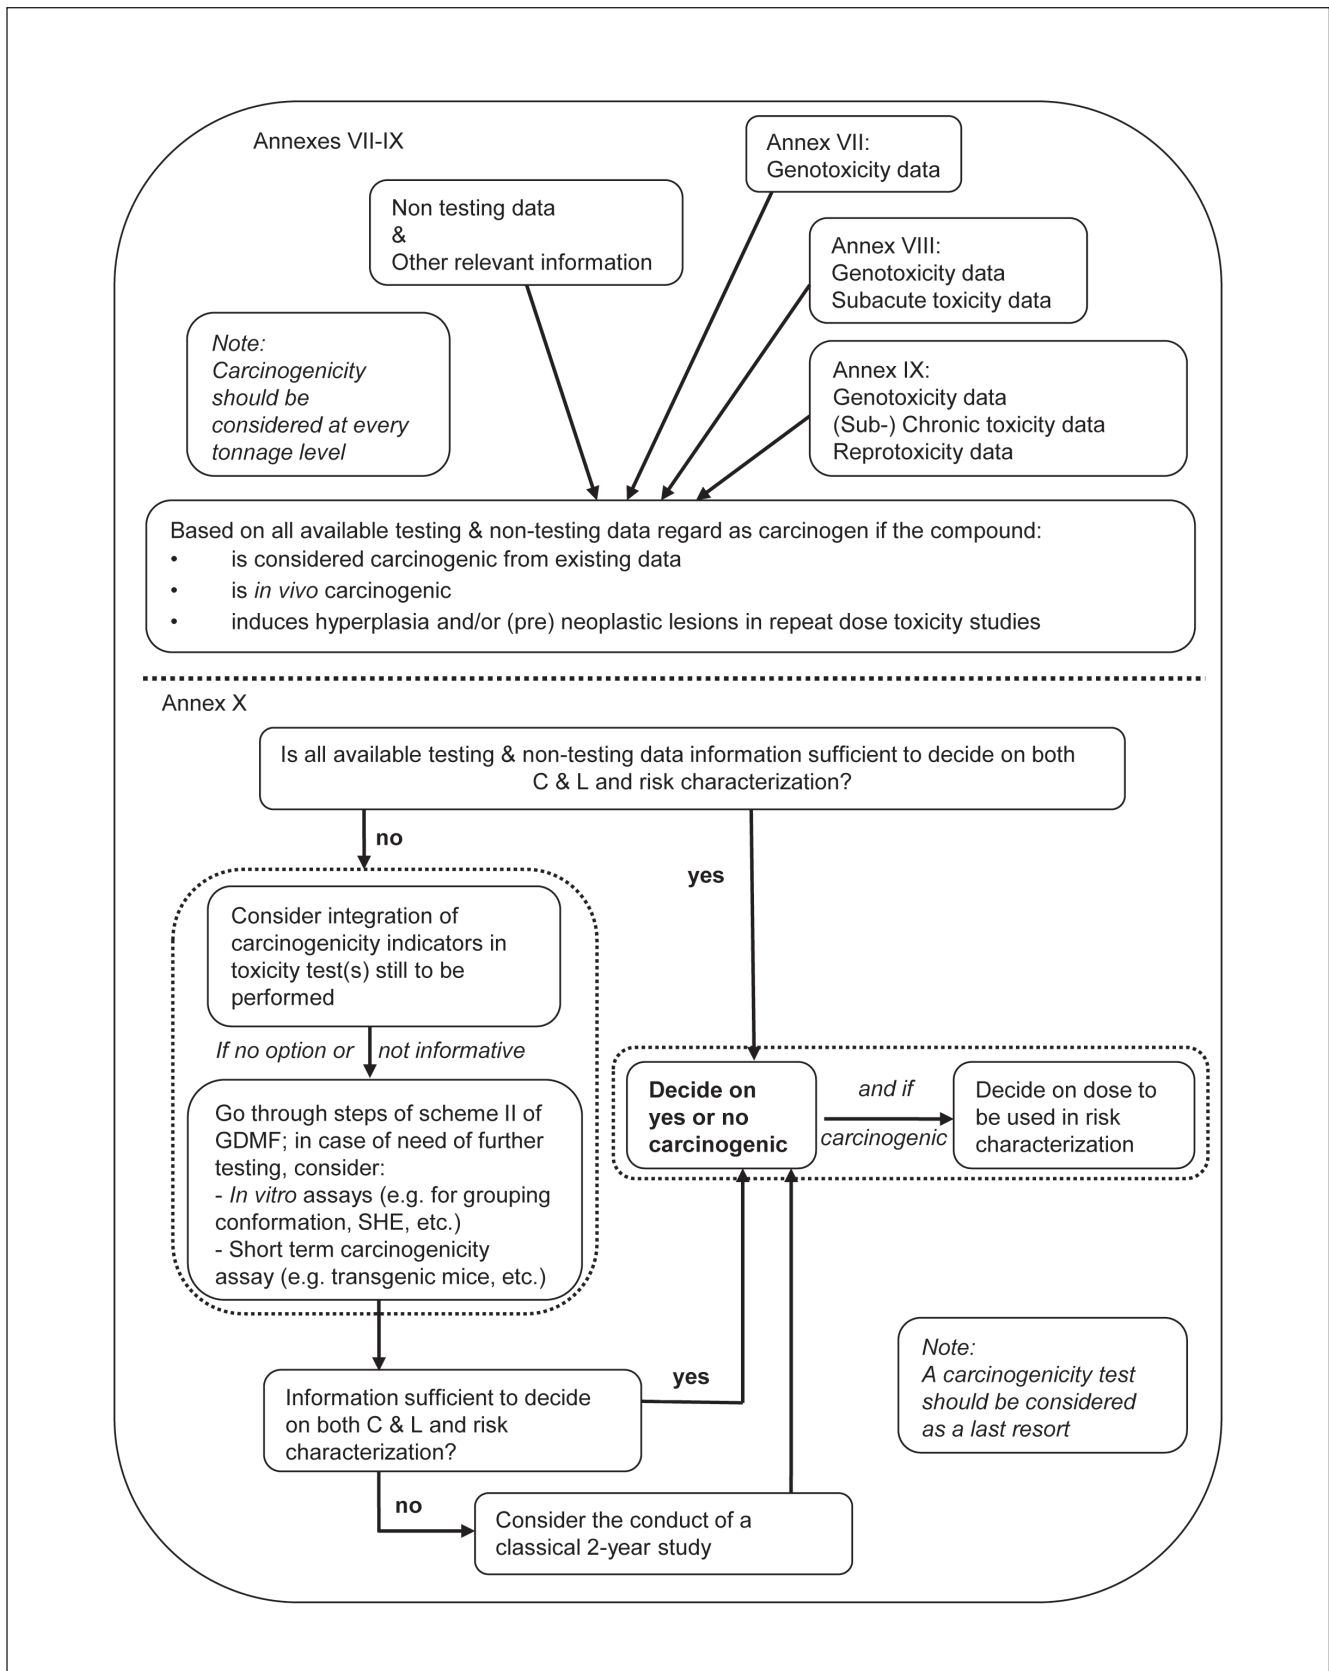 Annexes VII-IX
Annex VII:
Genotoxicity data
Non testing data
&
Other relevant information
Annex VIII:
Genotoxicity data
Subacute toxicity data
Note:
Carcinogenicity
should be
considered at every
tonnage level
Annex IX:
Genotoxicity data
(Sub-) Chronic toxicity data
Reprotoxicity data
Based on all available testing & non-testing data regard as carcinogen if the compound:
• is considered carcinogenic from existing data
• is in vivo carcinogenic
• induces hyperplasia and/or (pre) neoplastic lesions in repeat dose toxicity studies
Annex X
Is all available testing & non-testing data information sufficient to decide on both
C & L and risk characterization?
no
yes
Consider integration of
carcinogenicity indicators in
toxicity test(s) still to be
performed
If no option or not informative
Go through steps of scheme II of
GDMF; in case of need of further
testing, consider:
- In vitro assays (e.g. for grouping
conformation, SHE, etc.)
- Short term carcinogenicity
assay (e.g. transgenic mice, etc.)
Decide on
yes or no
carcinogenic
and if
carcinogenic
Decide on dose to
be used in risk
characterization
Information sufficient to decide
on both C & L and risk
characterization?
yes
no
Consider the conduct of a
classical 2-year study
Note:
A carcinogenicity test
should be considered
as a last resort